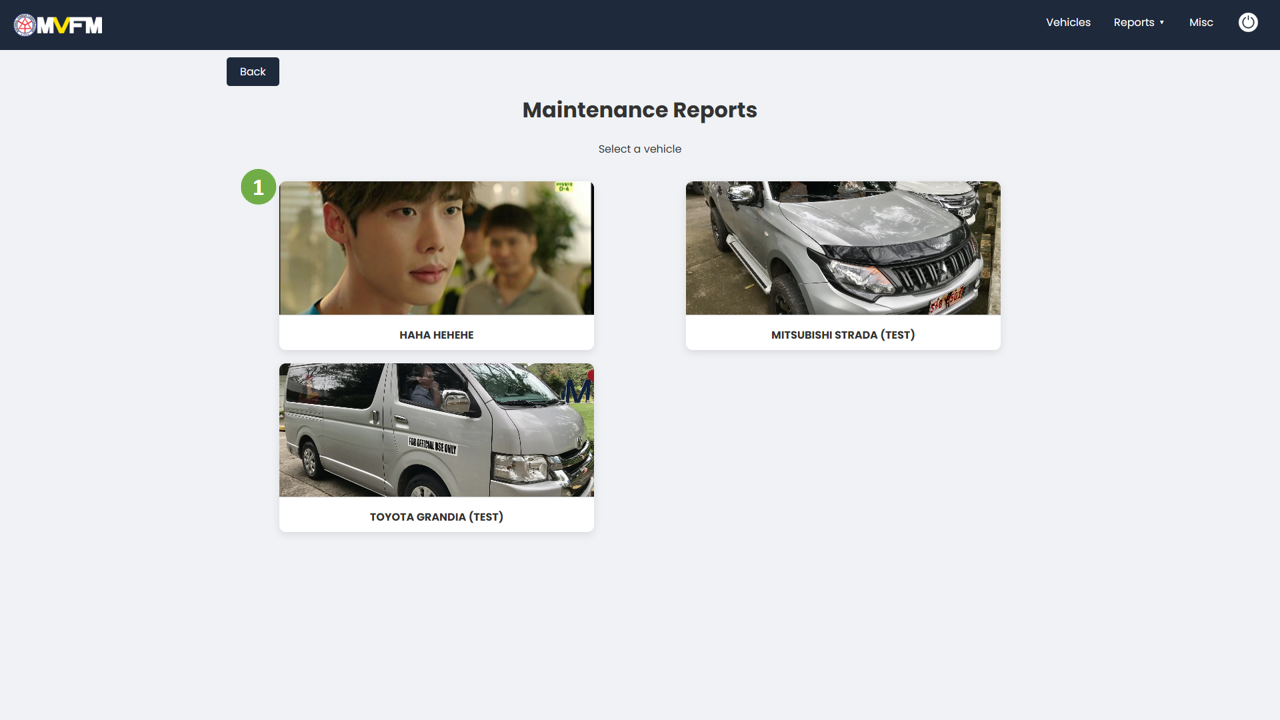 MVFM
Vehicles
Reports ▼
Misc
Back
Maintenance Reports
Select a vehicle
1
HAHA HEHEHE
MITSUBISHI STRADA (TEST)
FOR OFFICIAL USE ONLY
TOYOTA GRANDIA (TEST)